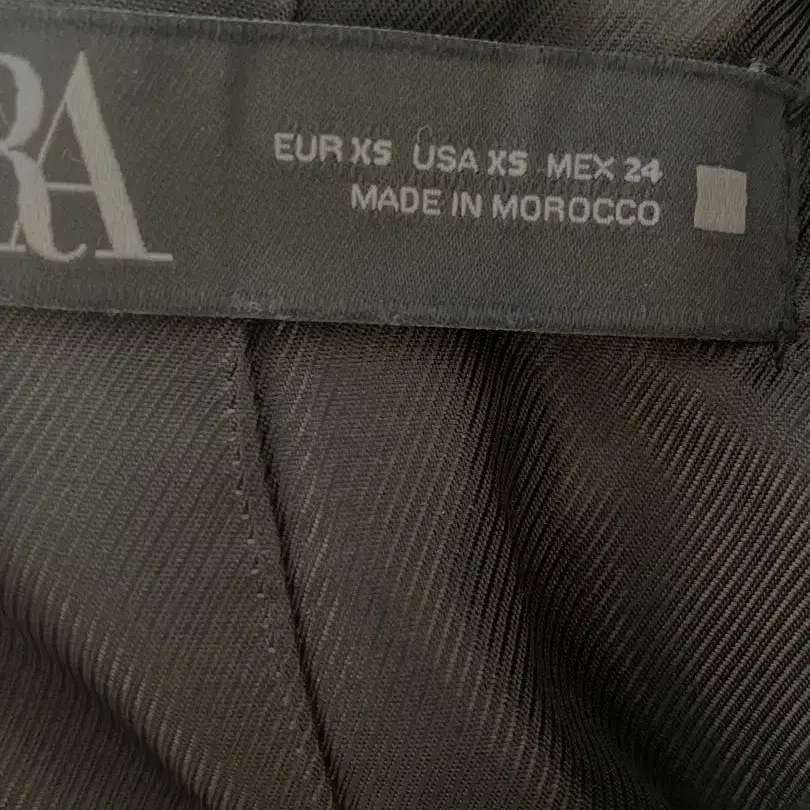 RA
EUR XS USA XS MEX 24
MADE IN MOROCCO